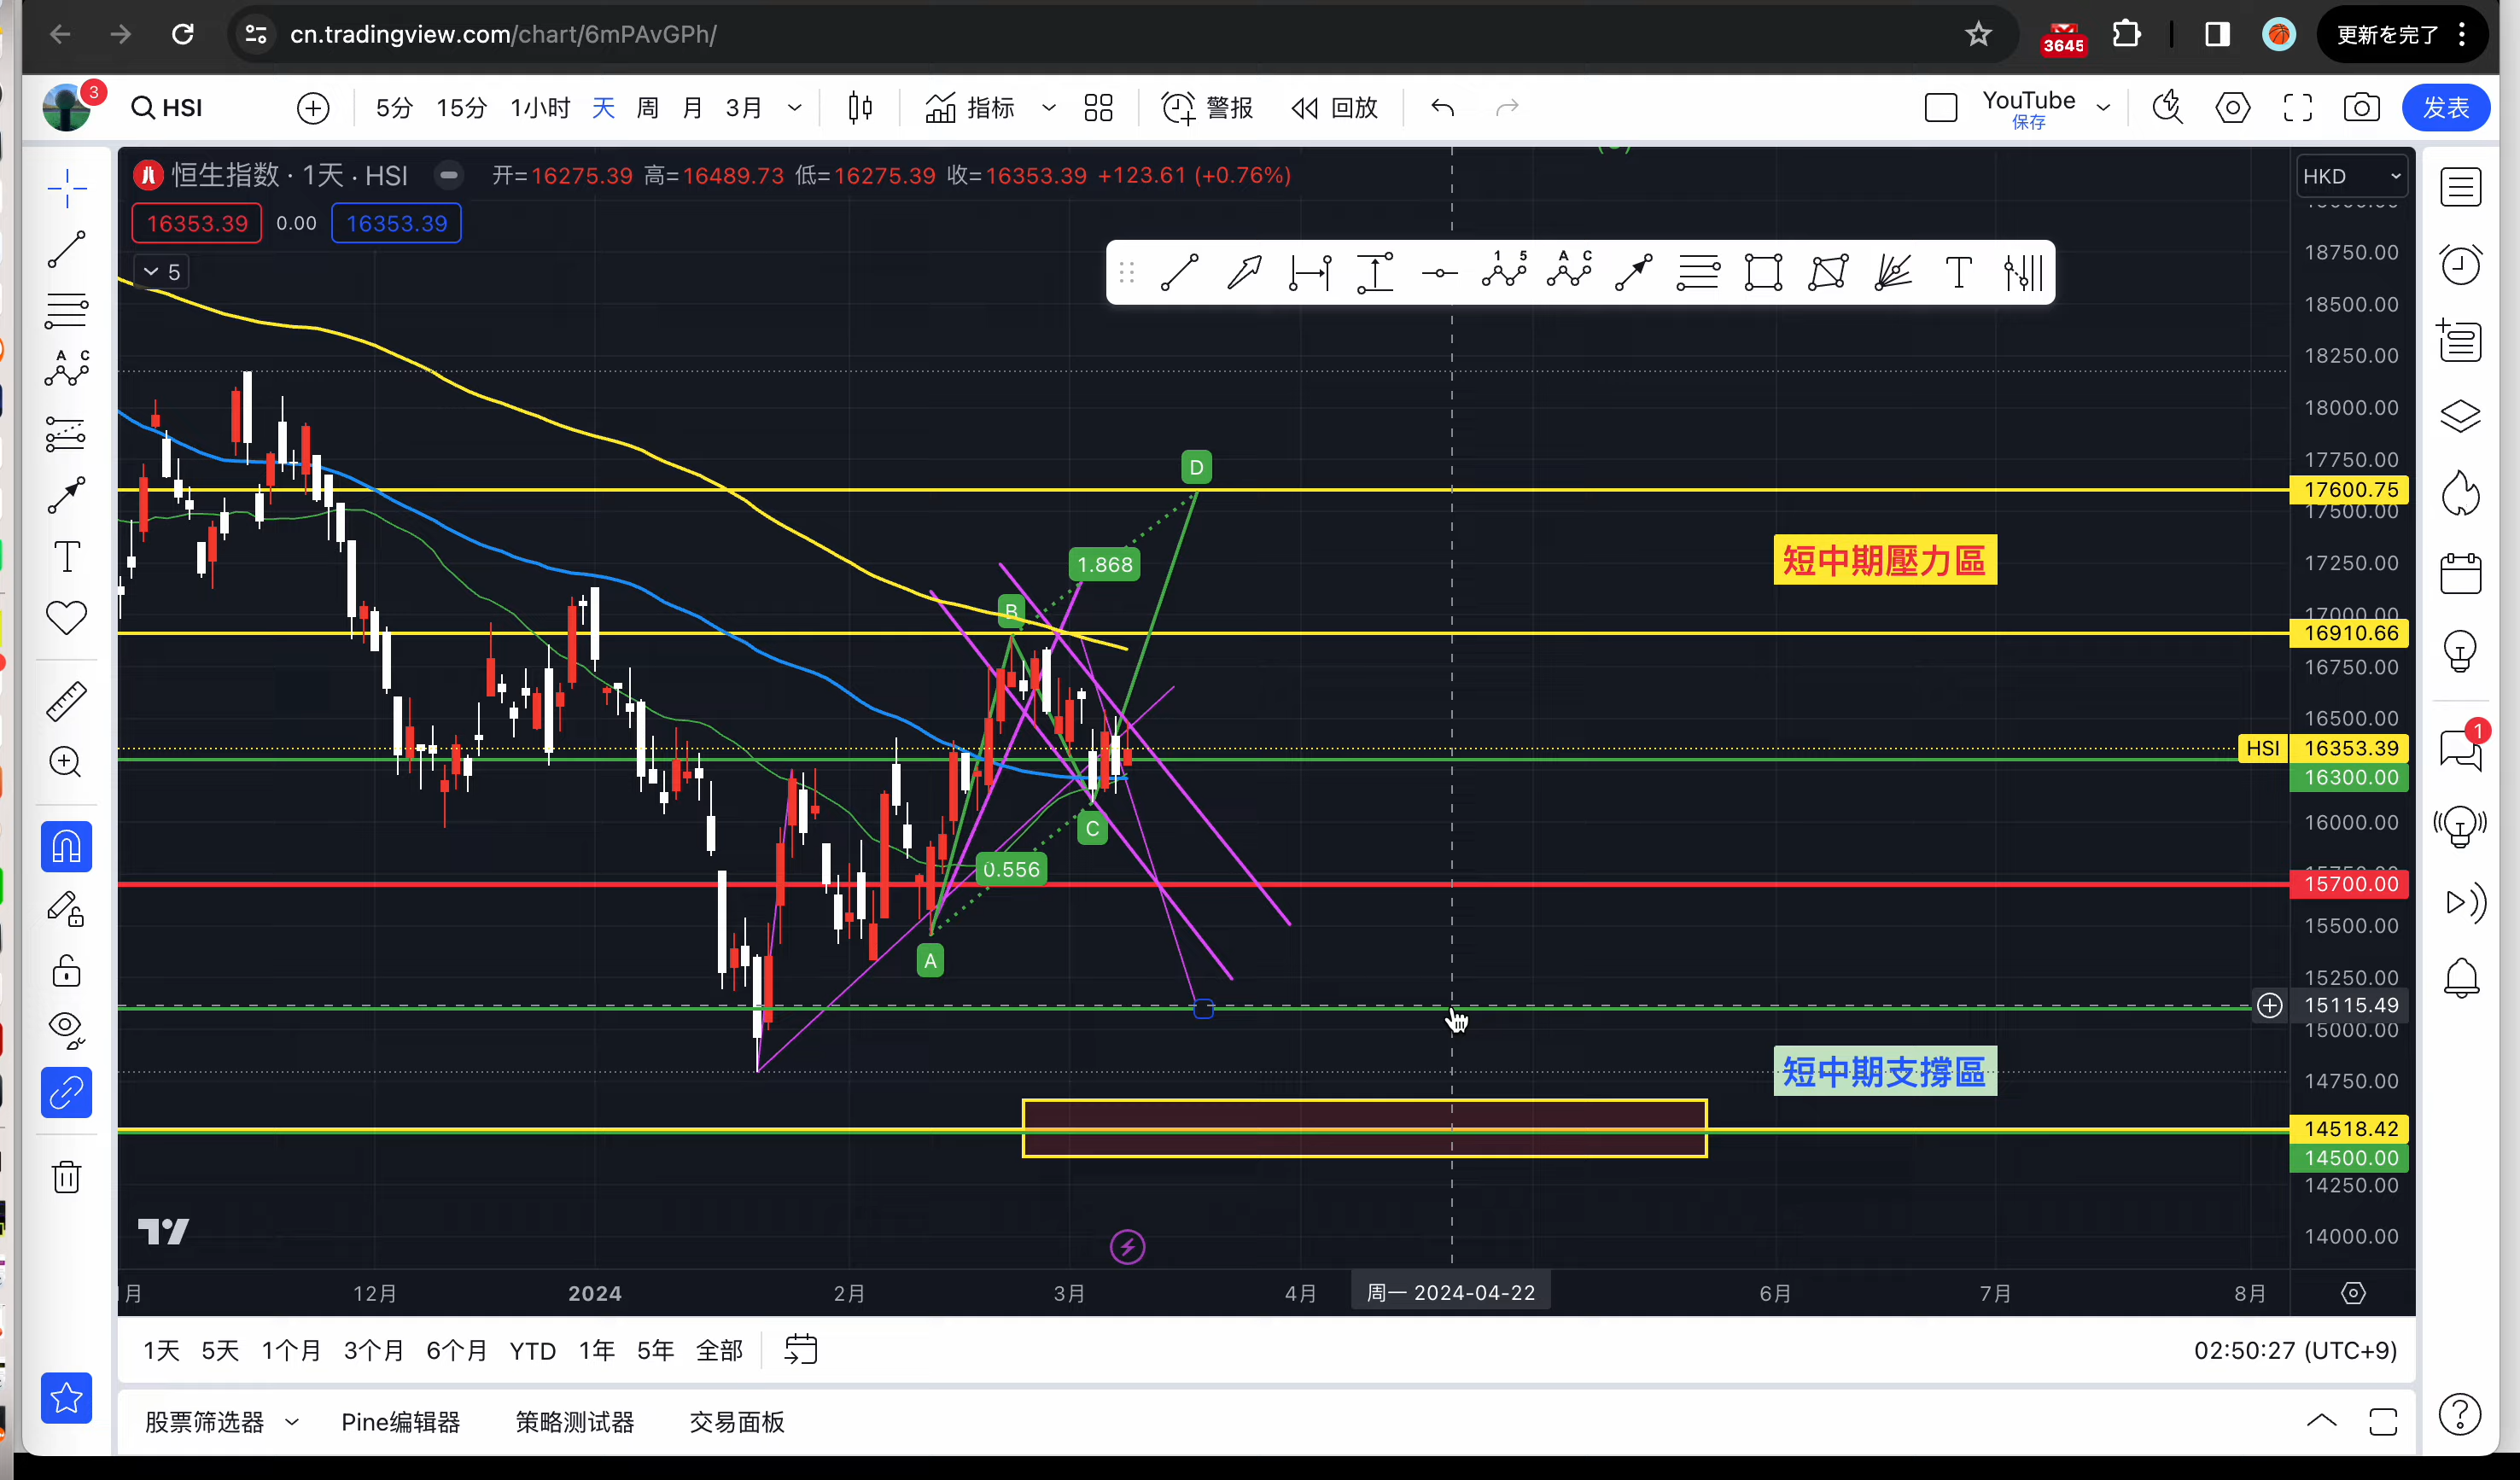 cn.tradingview.com/chart/6mPAvGPh/
3645
更新を完了
3
HSI
5分 15分 1小时 天 周 月 3月
指标
警报
回放
YouTube
保存
发表
恒生指数 · 1天 · HSI
开=16275.39 高=16489.73 低=16275.39 收=16353.39 +123.61 (+0.76%)
HKD
16353.39 0.00 16353.39
5
1 5
A C
T
A C
T
18750.00
18500.00
18250.00
18000.00
17750.00
17600.75
17500.00
17250.00
17000.00
16910.66
16750.00
16500.00
HSI 16353.39
16300.00
16000.00
15700.00
15500.00
15250.00
15115.49
15000.00
14750.00
14518.42
14500.00
14250.00
14000.00
D
1.868
B
短中期壓力區
C
0.556
A
短中期支撐區
1
月 12月 2024 2月 3月 4月 周一 2024-04-22 6月 7月 8月
1天 5天 1个月 3个月 6个月 YTD 1年 5年 全部
02:50:27 (UTC+9)
股票筛选器 Pine编辑器 策略测试器 交易面板